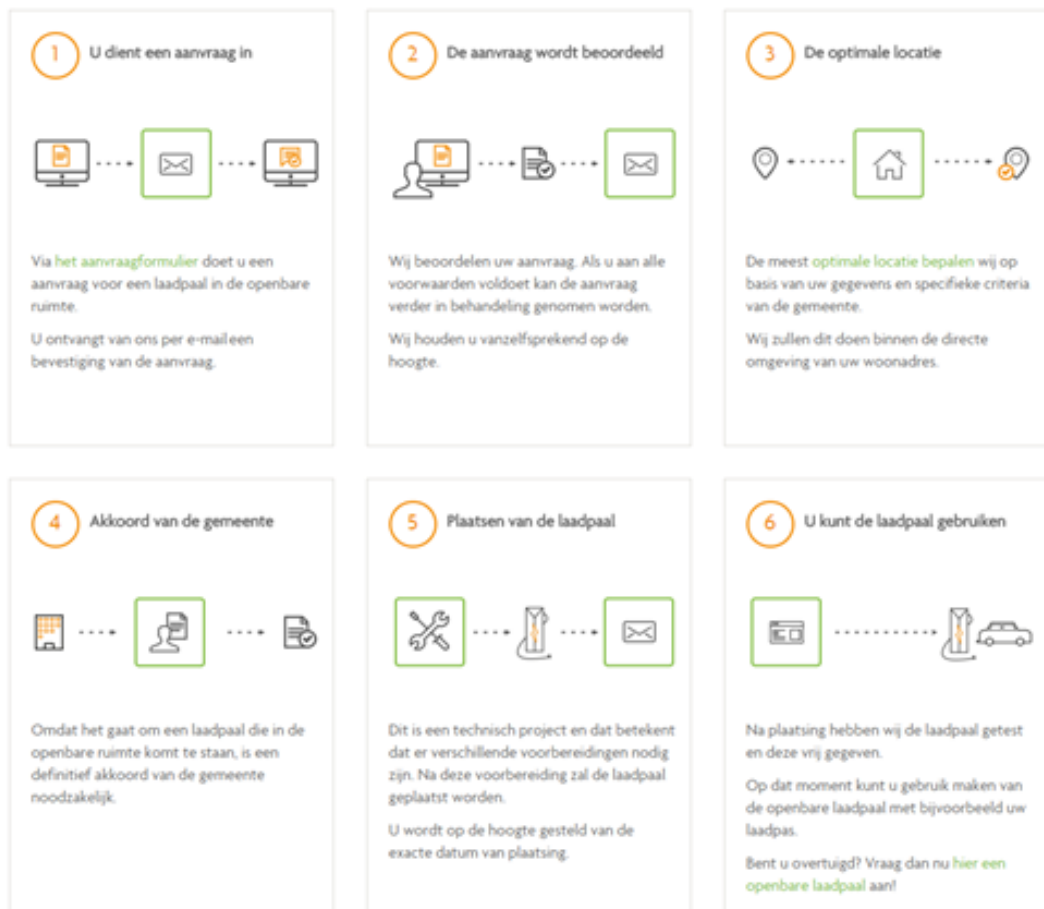 1 U dient een aanvraag in
Via het aanvraagformulier doet u een
aanvraag voor een laadpaal in de openbare
ruimte.
U ontvangt van ons per e-mail een
bevestiging van de aanvraag.
2 De aanvraag wordt beoordeeld
Wij beoordelen uw aanvraag. Als u aan alle
voorwaarden voldoet kan de aanvraag
verder in behandeling genomen worden.
Wij houden u vanzelfsprekend op de
hoogte.
3 De optimale locatie
De meest optimale locatie bepalen wij op
basis van uw gegevens en specifieke criteria
van de gemeente.
Wij zullen dit doen binnen de directe
omgeving van uw woonadres.
4 Akkoord van de gemeente
Omdat het gaat om een laadpaal die in de
openbare ruimte komt te staan, is een
definitief akkoord van de gemeente
noodzakelijk.
5 Plaatsen van de laadpaal
Dit is een technisch project en dat betekent
dat er verschillende voorbereidingen nodig
zijn. Na deze voorbereiding zal de laadpaal
geplaatst worden.
U wordt op de hoogte gesteld van de
exacte datum van plaatsing.
6 U kunt de laadpaal gebruiken
Na plaatsing hebben wij de laadpaal getest
en deze vrij gegeven.
Op dat moment kunt u gebruik maken van
de openbare laadpaal met bijvoorbeeld uw
laadpas.
Bent u overtuigd? Vraag dan nu hier een
openbare laadpaal aan!